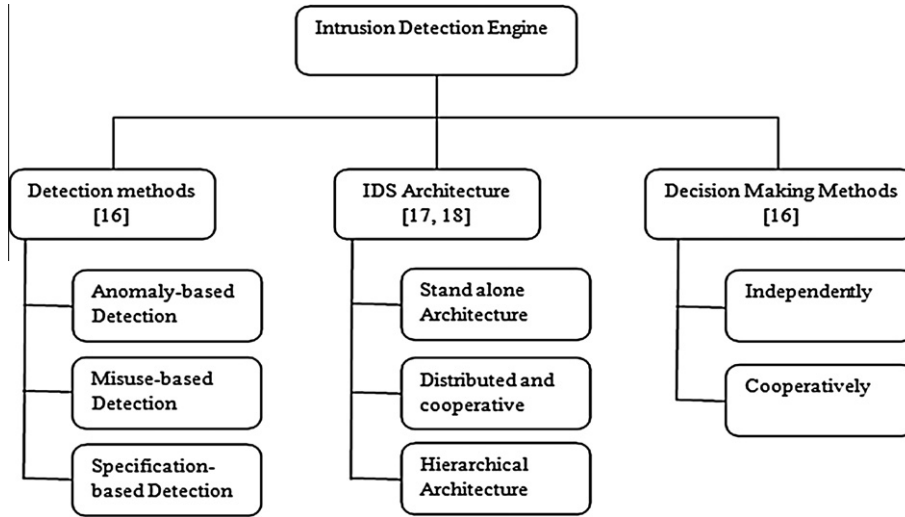 Intrusion Detection Engine
Detection methods
[16]
Anomaly-based
Detection
Misuse-based
Detection
Specification-
based Detection
IDS Architecture
[17, 18]
Stand alone
Architecture
Distributed and
cooperative
Hierarchical
Architecture
Decision Making Methods
[16]
Independently
Cooperatively